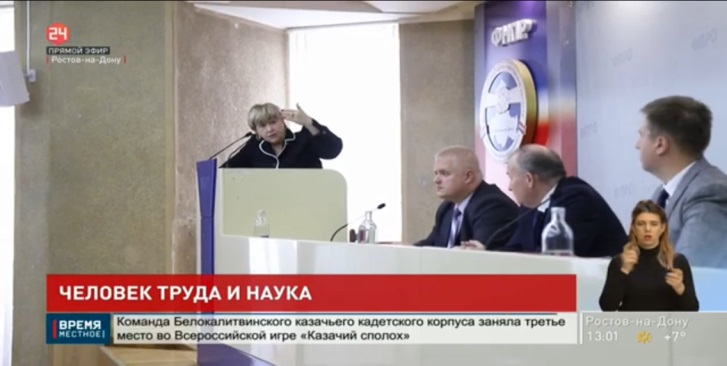 24
ПРЯМОЙ ЭФИР
Ростов-на-Дону
ФНПР
ЧЕЛОВЕК ТРУДА И НАУКА
ВРЕМЯ
МЕСТНОЕ
Команда Белокалитвинского казачьего кадетского корпуса заняла третье
место во Всероссийской игре «Казачий сполох»
Ростов-на-Дону
13:01
+7°